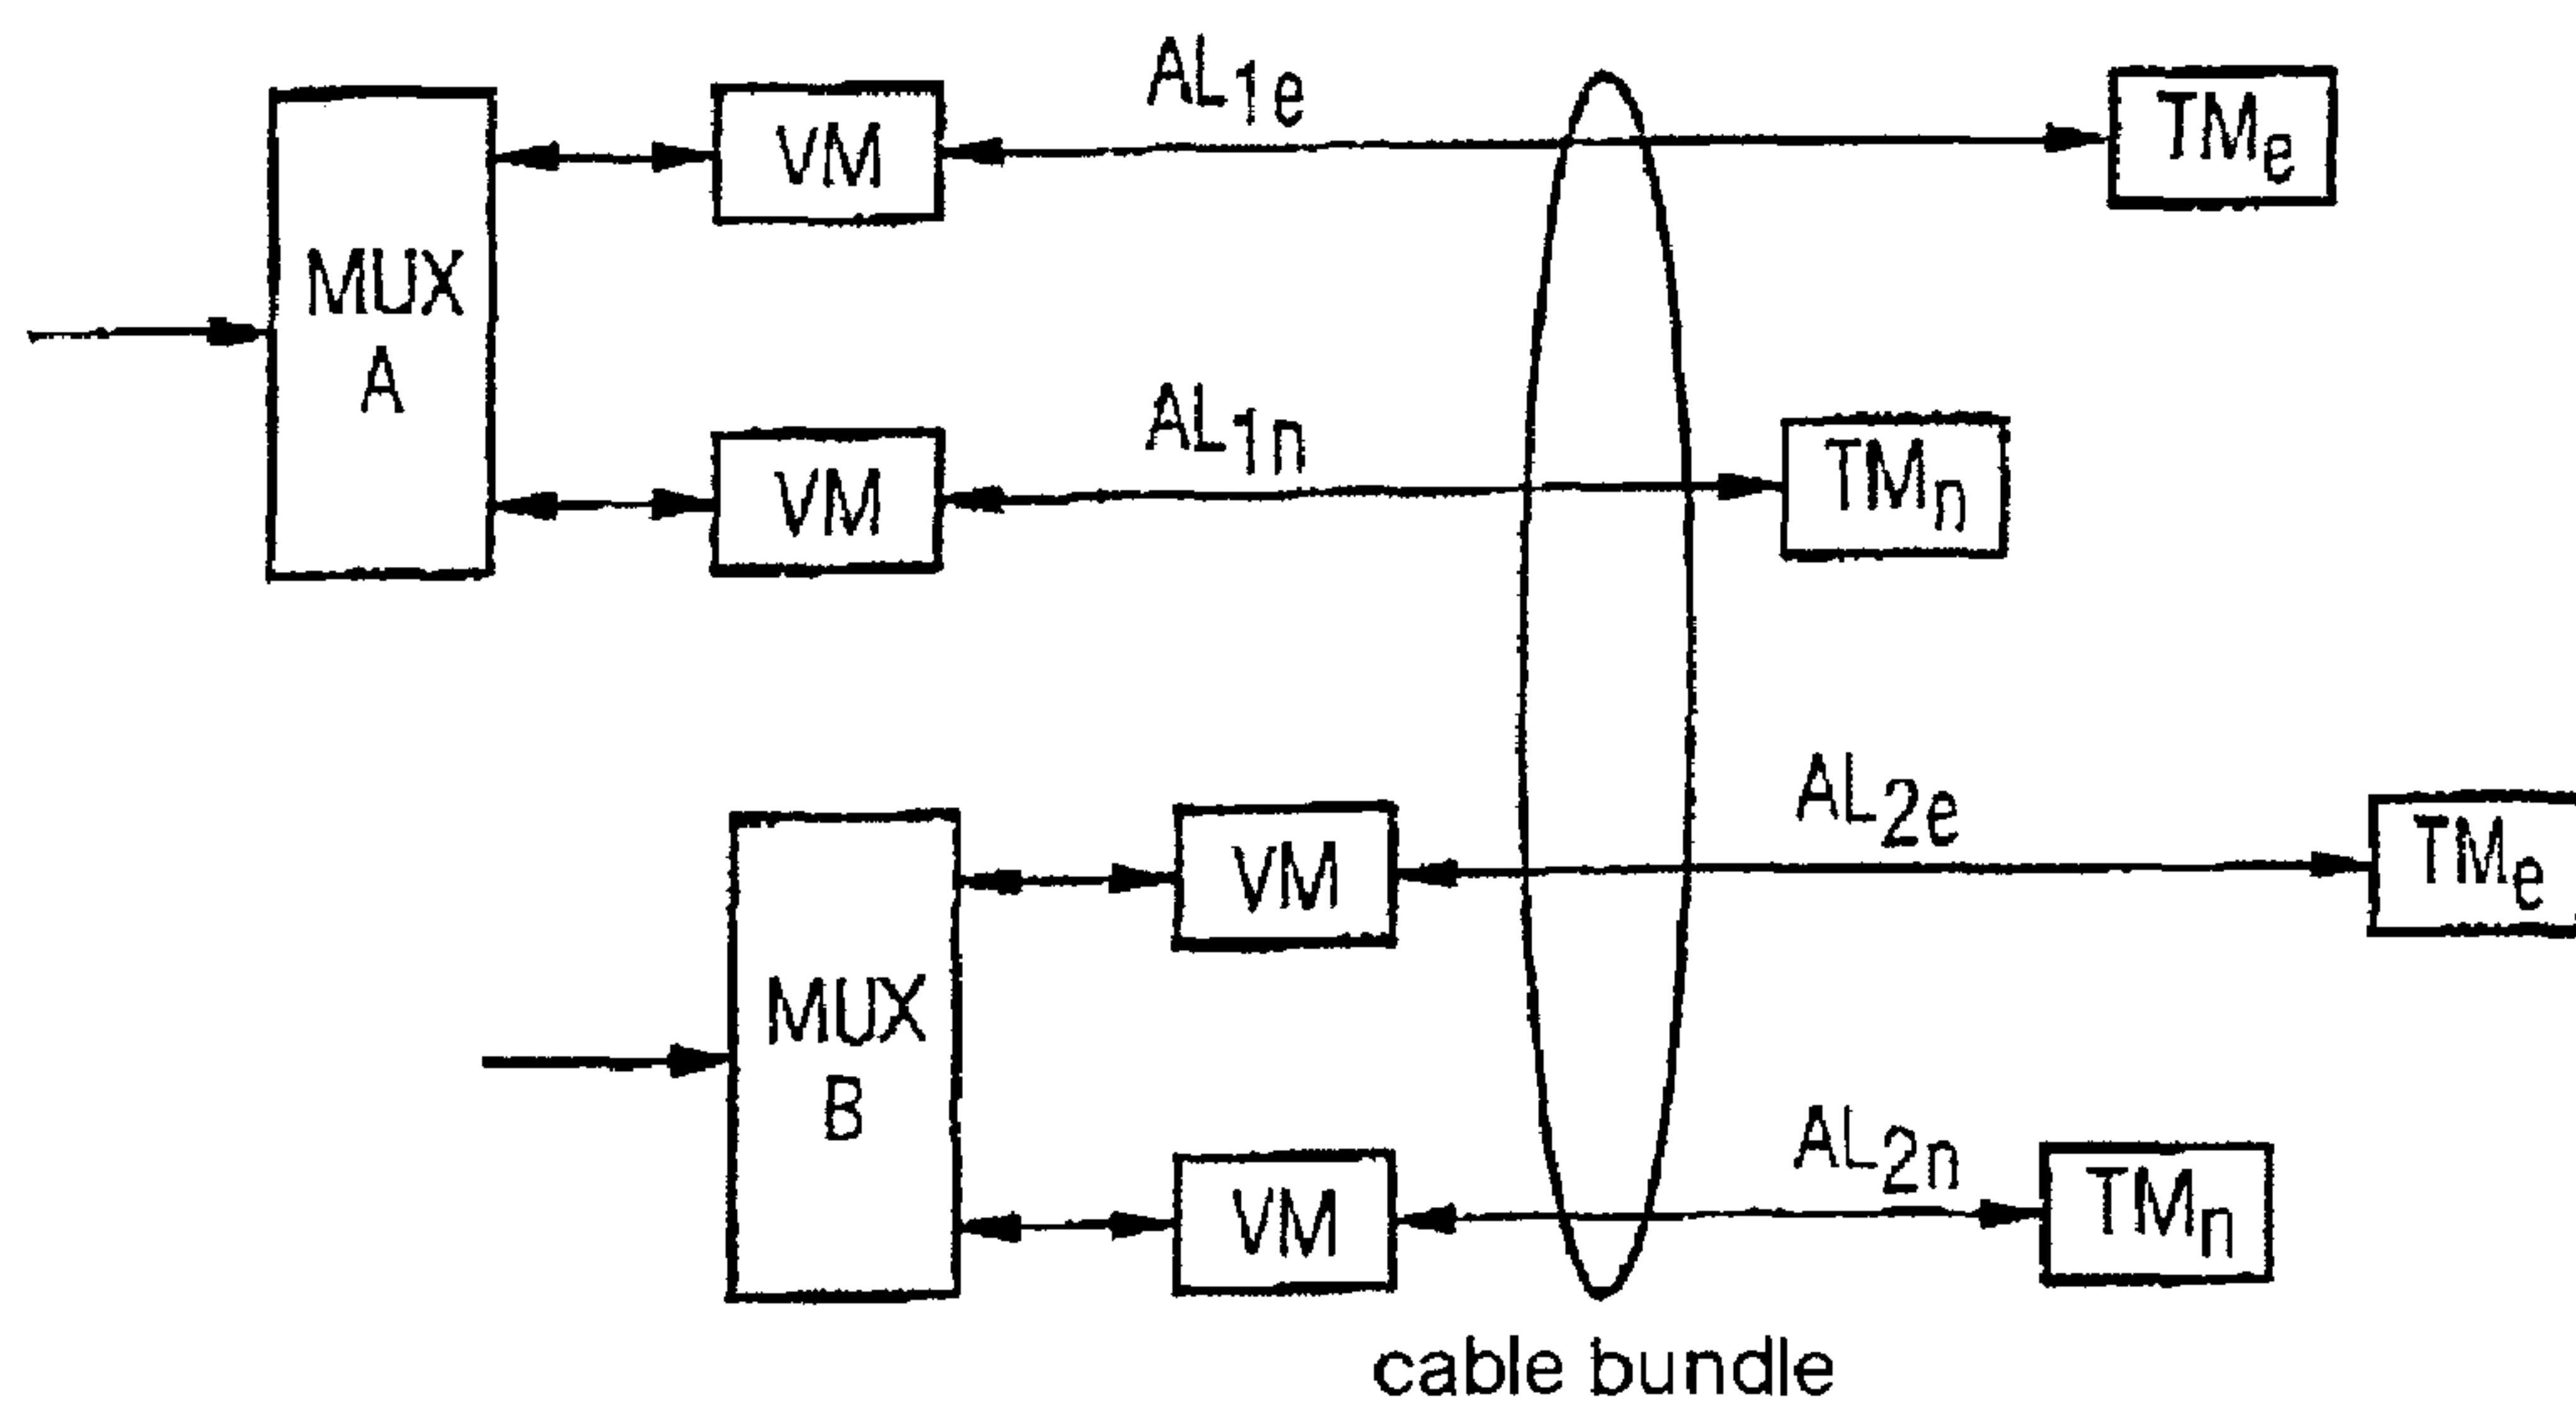 AL1e
VM
TMe
MUX
A
AL1n
VM
TMn
AL2e
VM
TMe
MUX
B
AL2n
VM
TMn
cable bundle